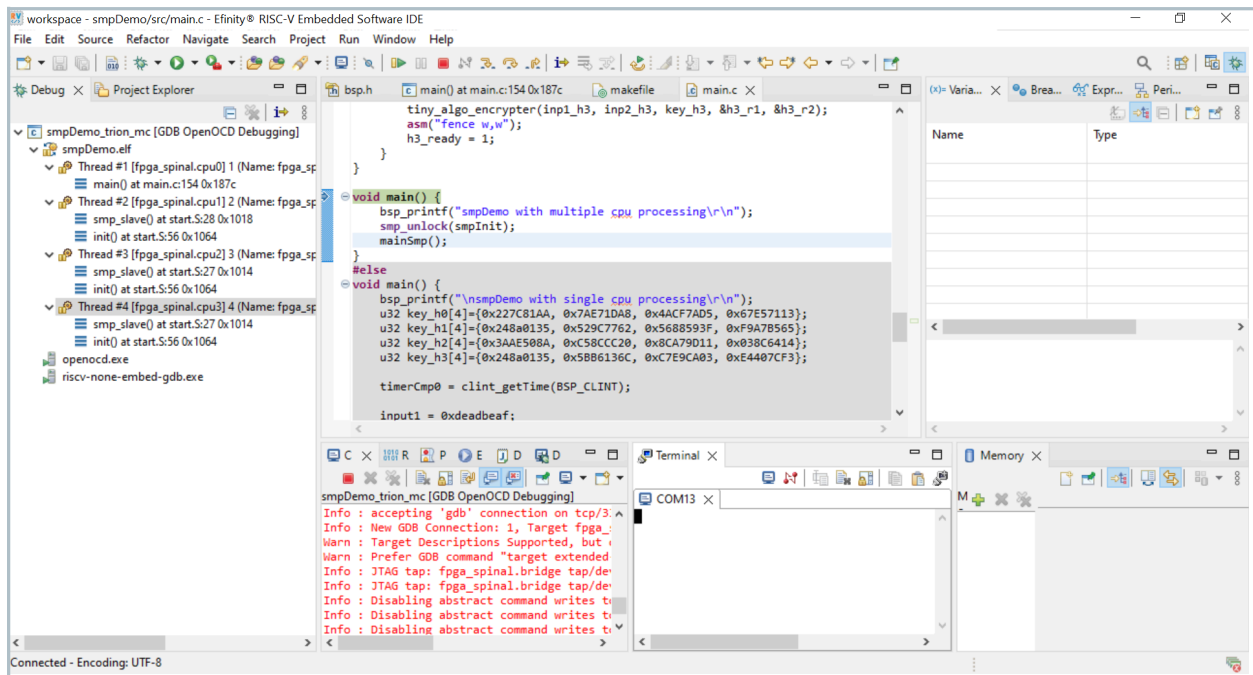 workspace - smpDemo/src/main.c - Efinity® RISC-V Embedded Software IDE
File Edit Source Refactor Navigate Search Project Run Window Help
Debug Project Explorer
smpDemo_trion_mc [GDB OpenOCD Debugging]
smpDemo.elf
Thread #1 [fpga_spinal.cpu0] 1 (Name: fpga_sp
main() at main.c:154 0x187c
Thread #2 [fpga_spinal.cpu1] 2 (Name: fpga_sp
smp_slave() at start.S:28 0x1018
init() at start.S:56 0x1064
Thread #3 [fpga_spinal.cpu2] 3 (Name: fpga_sp
smp_slave() at start.S:27 0x1014
init() at start.S:56 0x1064
Thread #4 [fpga_spinal.cpu3] 4 (Name: fpga_sp
smp_slave() at start.S:27 0x1014
init() at start.S:56 0x1064
openocd.exe
riscv-none-embed-gdb.exe
bsp.h main() at main.c:154 0x187c makefile main.c
tiny_algo_encrypter(inp1_h3, inp2_h3, key_h3, &h3_r1, &h3_r2);
asm("fence w,w");
h3_ready = 1;
}
}
void main() {
bsp_printf("smpDemo with multiple cpu processing\r\n");
smp_unlock(smpInit);
mainSmp();
}
#else
void main() {
bsp_printf("\nsmpDemo with single cpu processing\r\n");
u32 key_h0[4]={0x227C81AA, 0x7AE71DA8, 0x4ACF7AD5, 0x67E57113};
u32 key_h1[4]={0x248a0135, 0x529C7762, 0x5688593F, 0xF9A7B565};
u32 key_h2[4]={0x3AAE508A, 0xC58CCC20, 0x8CA79D11, 0x038C6414};
u32 key_h3[4]={0x248a0135, 0x5BB6136C, 0xC7E9CA03, 0xE4407CF3};
timerCmp0 = clint_getTime(BSP_CLINT);
input1 = 0xdeadbeaf;
(x)= Varia... Brea... Expr... Peri...
Name Type
C R P E D D
smpDemo_trion_mc [GDB OpenOCD Debugging]
Info : accepting 'gdb' connection on tcp/3
Info : New GDB Connection: 1, Target fpga_
Warn : Target Descriptions Supported, but
Warn : Prefer GDB command "target extended
Info : JTAG tap: fpga_spinal.bridge tap/de
Info : JTAG tap: fpga_spinal.bridge tap/de
Info : Disabling abstract command writes t
Info : Disabling abstract command writes t
Info : Disabling abstract command writes t
Terminal
COM13
Memory
M
Connected - Encoding: UTF-8